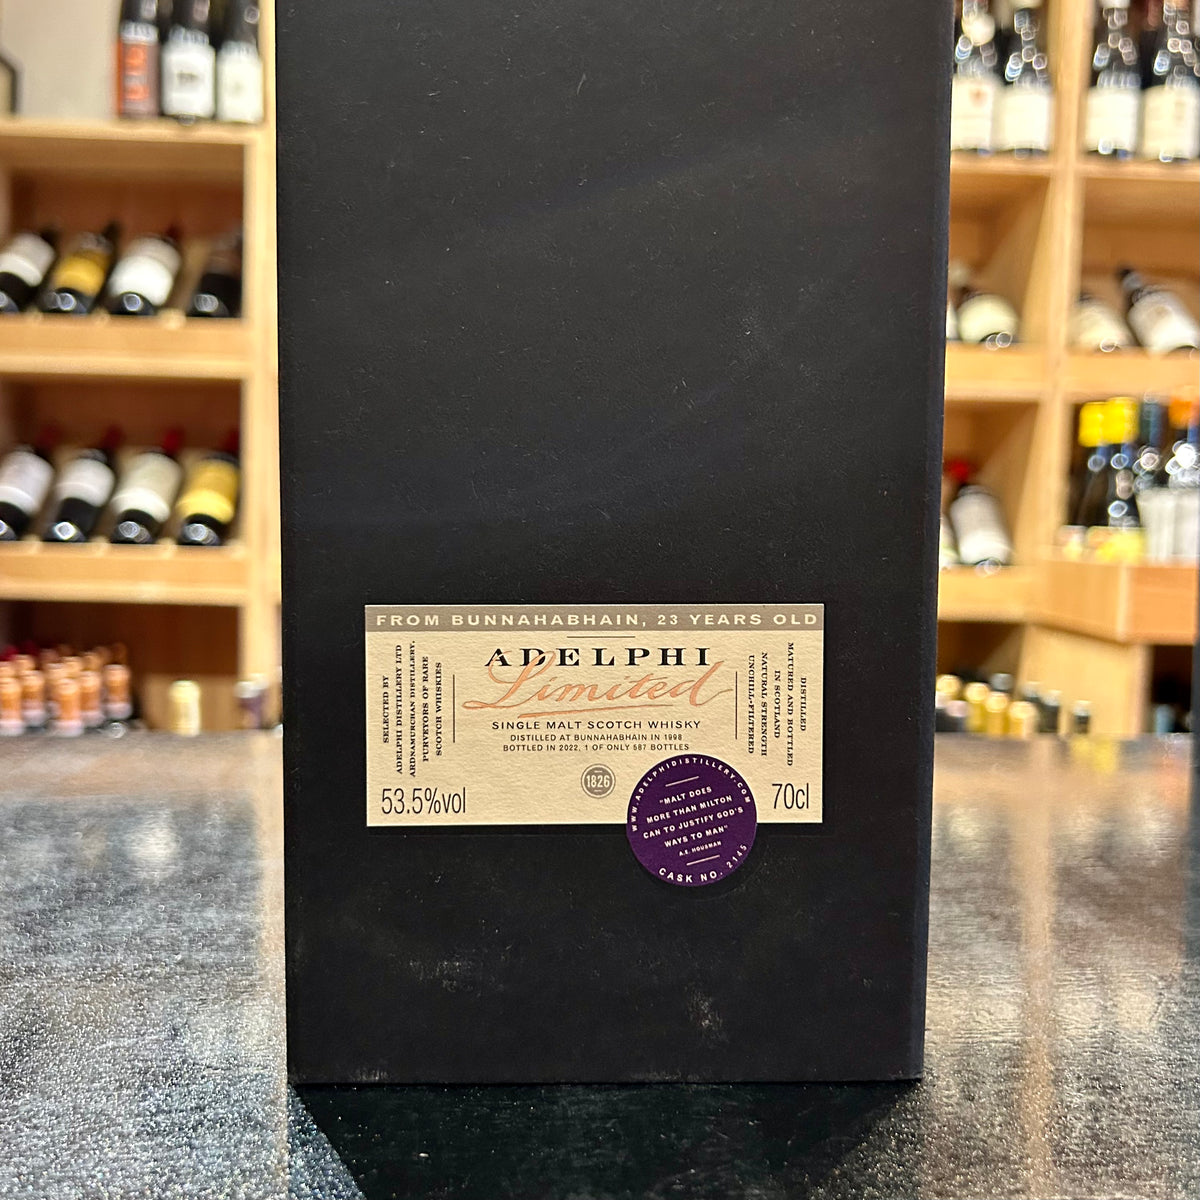 FROM BUNNAHABHAIN, 23 YEARS OLD
SELECTED BY
ADELPHI DISTILLERY LTD
ARDNAMURCHAN DISTILLERY.
PURVEYORS OF RARE
SCOTCH WHISKIES
ADELPHI
Limited
SINGLE MALT SCOTCH WHISKY
DISTILLED AT BUNNAHABHAIN IN 1998
BOTTLED IN 2022, 1 OF ONLY 587 BOTTLES
DISTILLED
MATURED AND BOTTLED
IN SCOTLAND
NATURAL STRENGTH
UNCHILL-FILTERED
1826
53.5%vol
70cl
WWW.ADELPHIDISTILLERY.COM
"MALT DOES
MORE THAN MILTON
CAN TO JUSTIFY GOD'S
WAYS TO MAN"
A.E. HOUSMAN
CASK NO. 2145